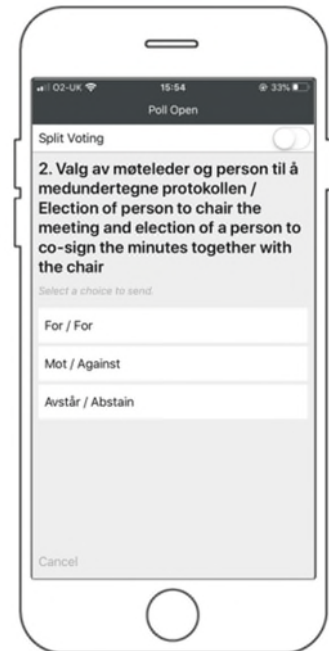 O2-UK 15:54 33%
Poll Open
Split Voting
2. Valg av møteleder og person til å
medundertegne protokollen /
Election of person to chair the
meeting and election of a person to
co-sign the minutes together with
the chair
Select a choice to send.
For / For
Mot / Against
Avstår / Abstain
Cancel